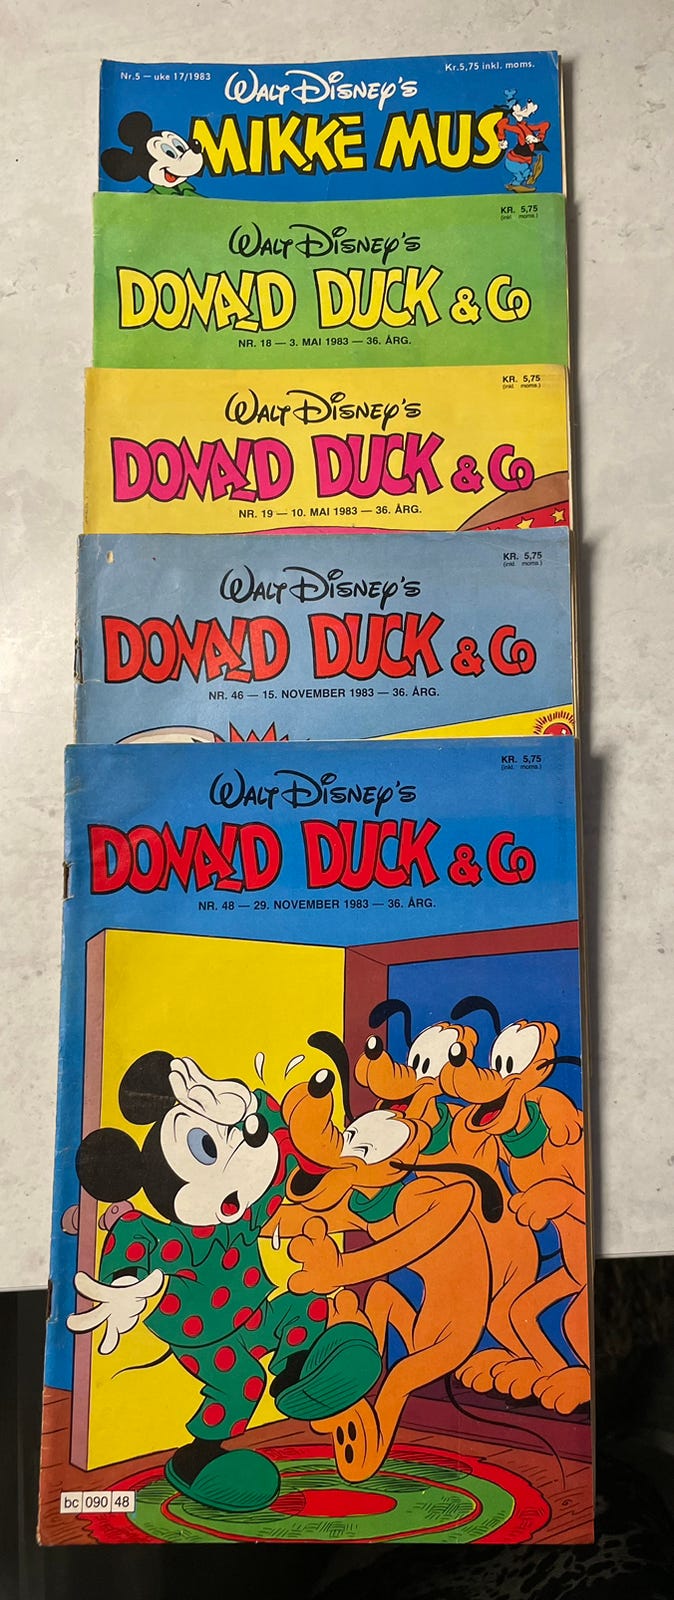 Nr.5 — uke 17/1983
Kr.5,75 inkl. moms.
WALT DISNEY'S
MIKKE MUS
KR. 5,75
(inkl. moms.)
WALT DISNEY'S
DONALD DUCK & Co
NR. 18 — 3. MAI 1983 — 36. ÅRG.
KR. 5,75
(inkl. moms.)
WALT DISNEY'S
DONALD DUCK & Co
NR. 19 — 10. MAI 1983 — 36. ÅRG.
KR. 5,75
(inkl. moms.)
WALT DISNEY'S
DONALD DUCK & Co
NR. 46 — 15. NOVEMBER 1983 — 36. ÅRG.
KR. 5,75
(inkl. moms.)
WALT DISNEY'S
DONALD DUCK & Co
NR. 48 — 29. NOVEMBER 1983 — 36. ÅRG.
bc 090 48